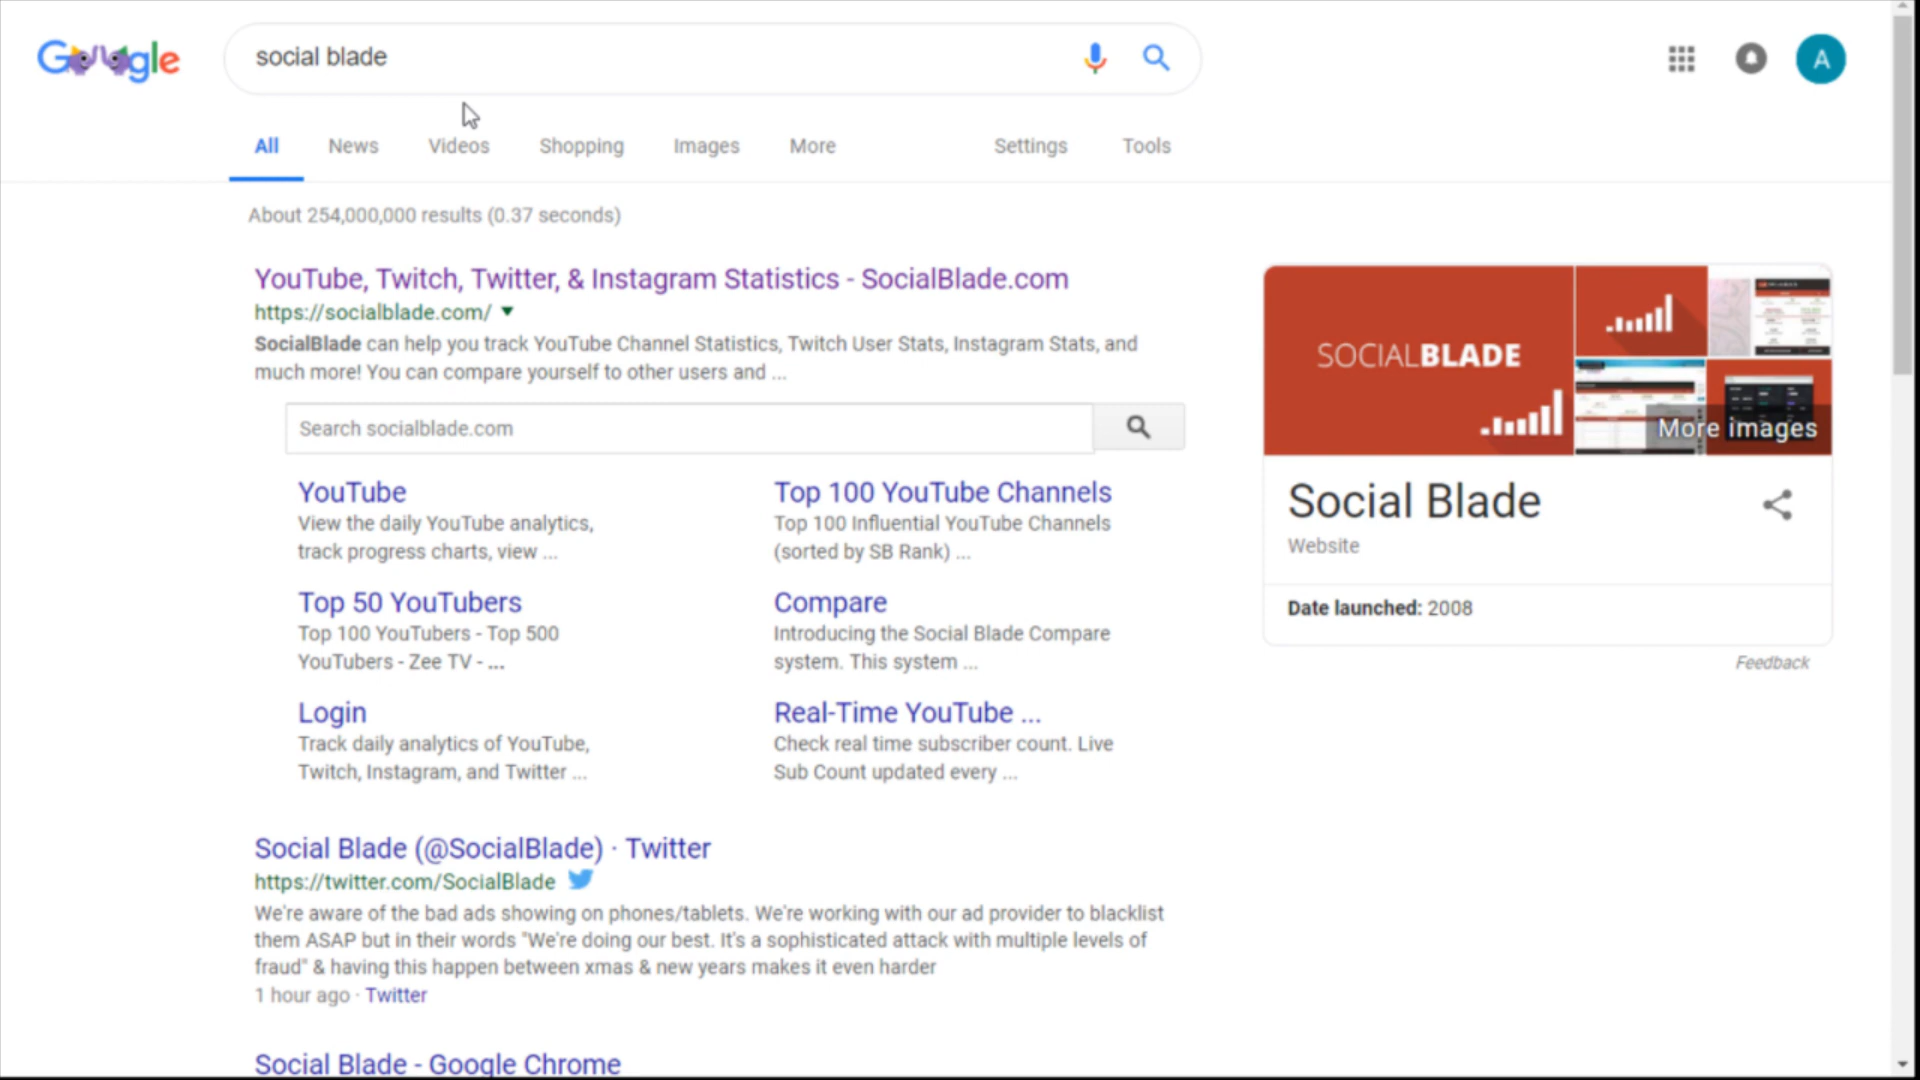 Google
social blade
A
All News Videos Shopping Images More Settings Tools
About 254,000,000 results (0.37 seconds)
YouTube, Twitch, Twitter, & Instagram Statistics - SocialBlade.com
https://socialblade.com/
SocialBlade can help you track YouTube Channel Statistics, Twitch User Stats, Instagram Stats, and
much more! You can compare yourself to other users and ...
Search socialblade.com
YouTube
View the daily YouTube analytics,
track progress charts, view ...
Top 100 YouTube Channels
Top 100 Influential YouTube Channels
(sorted by SB Rank) ...
Top 50 YouTubers
Top 100 YouTubers - Top 500
YouTubers - Zee TV - ...
Compare
Introducing the Social Blade Compare
system. This system ...
Login
Track daily analytics of YouTube,
Twitch, Instagram, and Twitter ...
Real-Time YouTube ...
Check real time subscriber count. Live
Sub Count updated every ...
Social Blade (@SocialBlade) · Twitter
https://twitter.com/SocialBlade
We're aware of the bad ads showing on phones/tablets. We're working with our ad provider to blacklist
them ASAP but in their words "We're doing our best. It's a sophisticated attack with multiple levels of
fraud" & having this happen between xmas & new years makes it even harder
1 hour ago · Twitter
Social Blade - Google Chrome
SOCIALBLADE
More images
Social Blade
Website
Date launched: 2008
Feedback